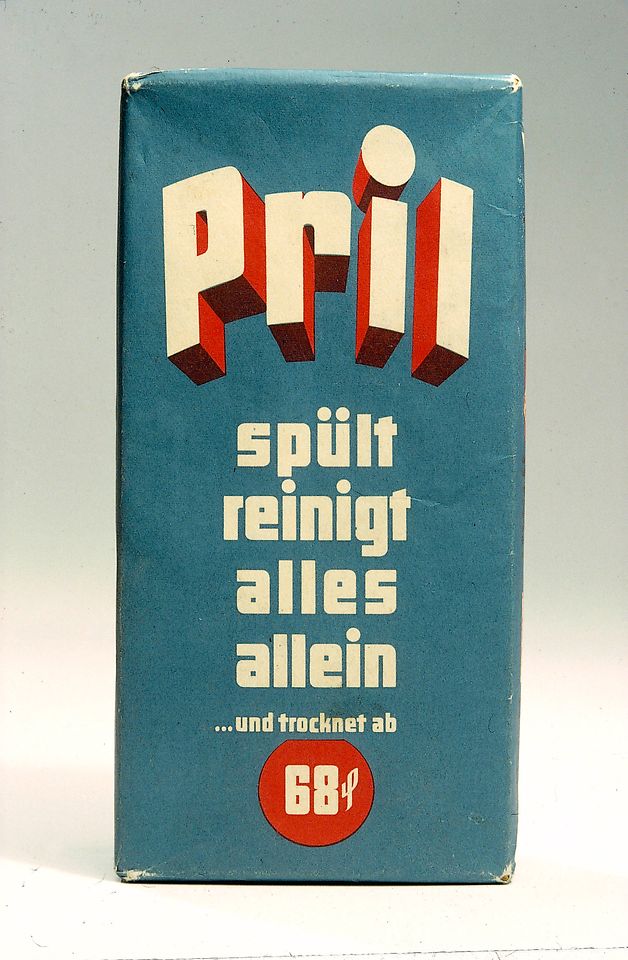 Pril
spült
reinigt
alles
allein
...und trocknet ab
68₰